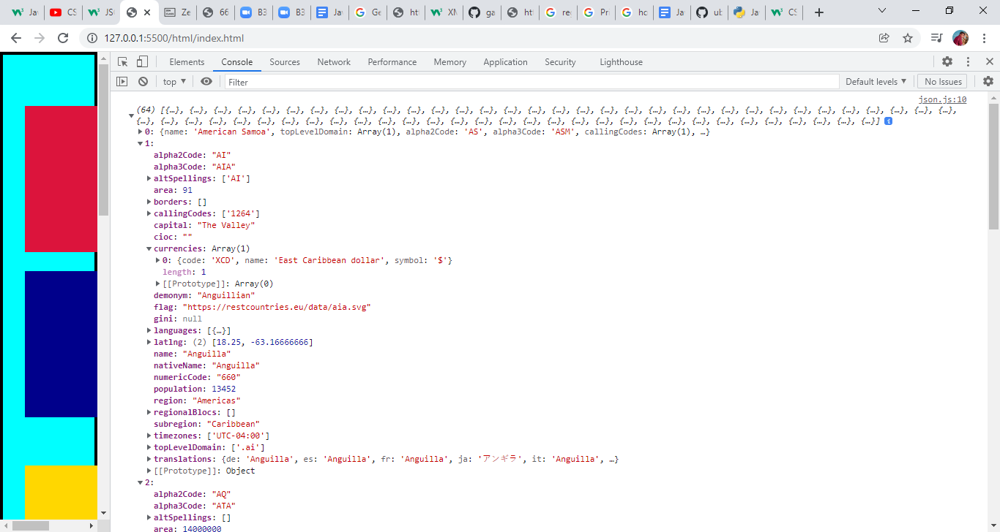 Ja CS JS Ze 66 B3 B3 Ja Ge ht XM ga ht re Pri ho Ja ub Ja CS
127.0.0.1:5500/html/index.html
Elements Console Sources Network Performance Memory Application Security Lighthouse
top ▼ Filter Default levels ▼ No Issues
json.js:10
(64) [{…}, {…}, {…}, {…}, {…}, {…}, {…}, {…}, {…}, {…}, {…}, {…}, {…}, {…}, {…}, {…}, {…}, {…}, {…}, {…}, {…}, {…}, {…}, {…}, {…}, {…}, {…}, {…}, {…}, {…}, {…}, {…}, {…},
{…}, {…}, {…}, {…}, {…}, {…}, {…}, {…}, {…}, {…}, {…}, {…}, {…}, {…}, {…}, {…}, {…}, {…}, {…}, {…}, {…}, {…}, {…}, {…}, {…}, {…}, {…}, {…}, {…}, {…}, {…}] i
▶0: {name: 'American Samoa', topLevelDomain: Array(1), alpha2Code: 'AS', alpha3Code: 'ASM', callingCodes: Array(1), …}
▼1:
alpha2Code: "AI"
alpha3Code: "AIA"
▶altSpellings: ['AI']
area: 91
▶borders: []
▶callingCodes: ['1264']
capital: "The Valley"
cioc: ""
▼currencies: Array(1)
▶0: {code: 'XCD', name: 'East Caribbean dollar', symbol: '$'}
length: 1
▶[[Prototype]]: Array(0)
demonym: "Anguillian"
flag: "https://restcountries.eu/data/aia.svg"
gini: null
▶languages: [{…}]
▶latlng: (2) [18.25, -63.16666666]
name: "Anguilla"
nativeName: "Anguilla"
numericCode: "660"
population: 13452
region: "Americas"
▶regionalBlocs: []
subregion: "Caribbean"
▶timezones: ['UTC-04:00']
▶topLevelDomain: ['.ai']
▶translations: {de: 'Anguilla', es: 'Anguilla', fr: 'Anguilla', ja: 'アンギラ', it: 'Anguilla', …}
▶[[Prototype]]: Object
▼2:
alpha2Code: "AQ"
alpha3Code: "ATA"
▶altSpellings: []
area: 14000000